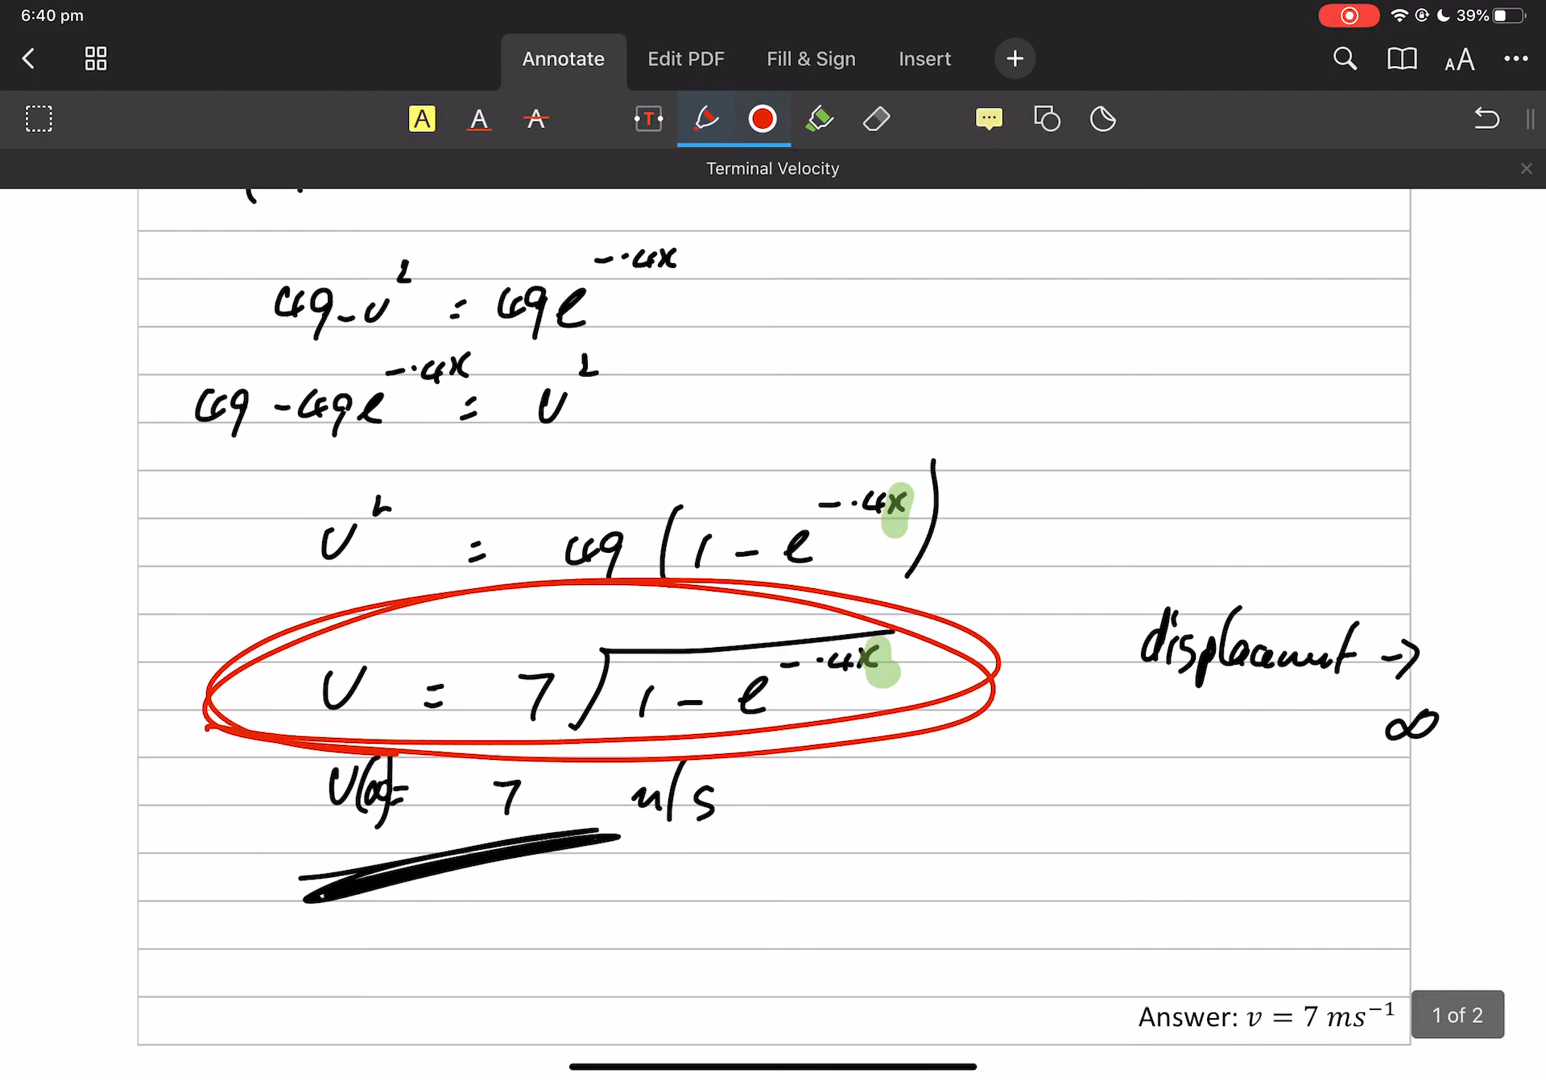 6:40 pm
39%
Annotate Edit PDF Fill & Sign Insert
Terminal Velocity
49 - v² = 49e^(-.4x)
49 - 49e^(-.4x) = v²
v² = 49 (1 - e^(-.4x))
v = 7√(1 - e^(-.4x))
displacement → ∞
v(∞) = 7 m/s
Answer: v = 7 ms⁻¹
1 of 2